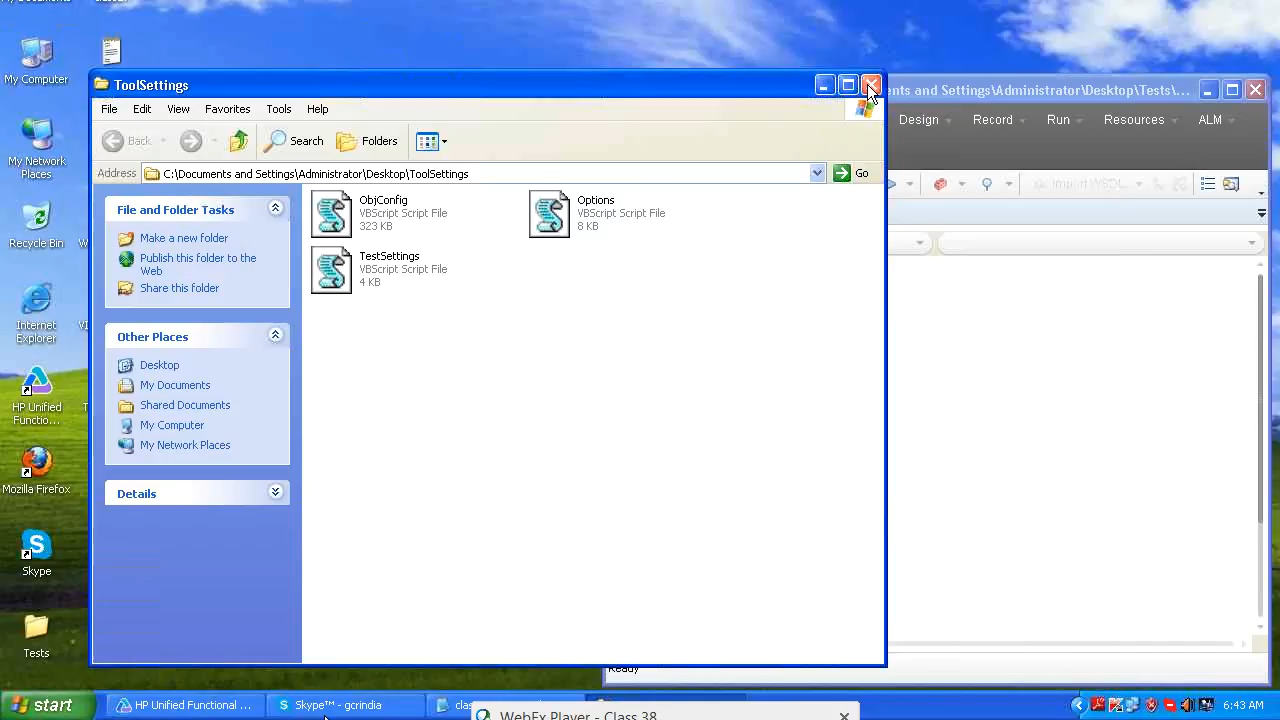 My Computer
My Network
Places
Recycle Bin
Internet
Explorer
HP Unified
Functio...
Mozilla Firefox
Skype
Tests
ToolSettings
File Edit View Favorites Tools Help
Back Search Folders
Address C:\Documents and Settings\Administrator\Desktop\ToolSettings Go
File and Folder Tasks
Make a new folder
Publish this folder to the
Web
Share this folder
Other Places
Desktop
My Documents
Shared Documents
My Computer
My Network Places
Details
ObjConfig
VBScript Script File
323 KB
Options
VBScript Script File
8 KB
TestSettings
VBScript Script File
4 KB
ents and Settings\Administrator\Desktop\Tests\...
Design Record Run Resources ALM
Import WSDL
Ready
start HP Unified Functional ... Skype™ - gcrindia clas 6:43 AM
WebEx Player - Class 38